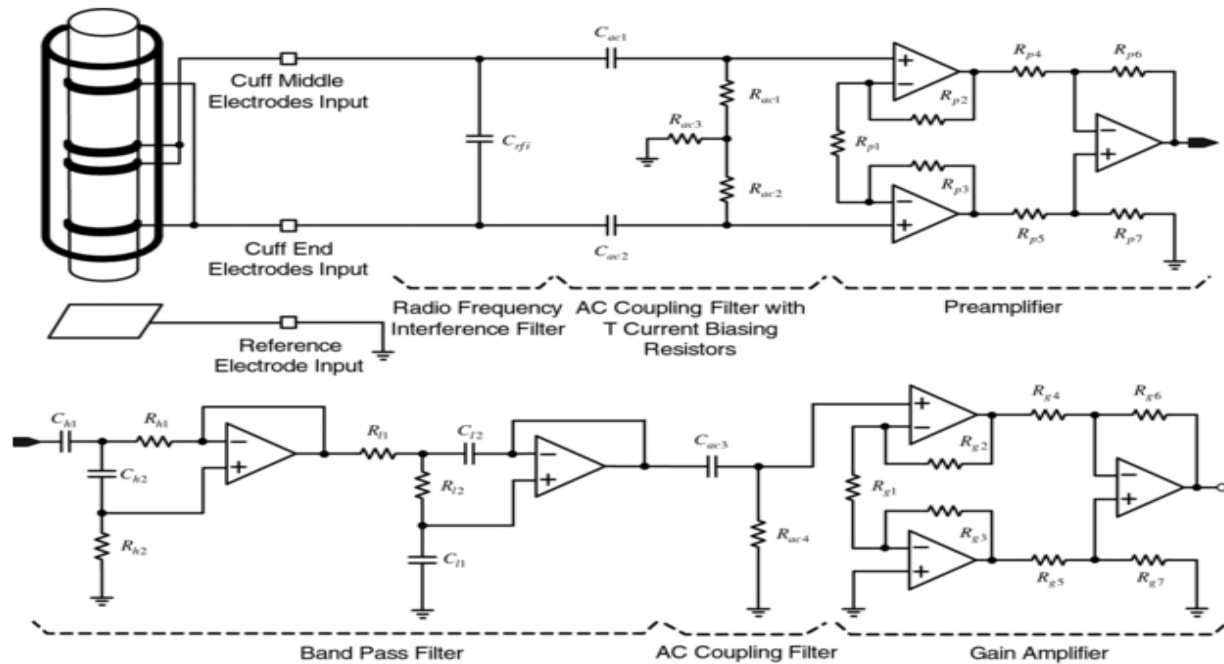 C_ac1
R_p4
R_p6
Cuff Middle
Electrodes Input
R_p2
R_ac1
R_ac3
C_rfi
R_p1
R_p3
R_ac2
Cuff End
Electrodes Input
C_ac2
R_p5
R_p7
Radio Frequency
Interference Filter
AC Coupling Filter with
T Current Biasing
Resistors
Preamplifier
Reference
Electrode Input
C_h1
R_h1
R_l1
C_l2
C_ac3
R_g4
R_g6
R_g2
C_h2
R_l2
R_g1
R_h2
C_l1
R_ac4
R_g3
R_g5
R_g7
Band Pass Filter
AC Coupling Filter
Gain Amplifier